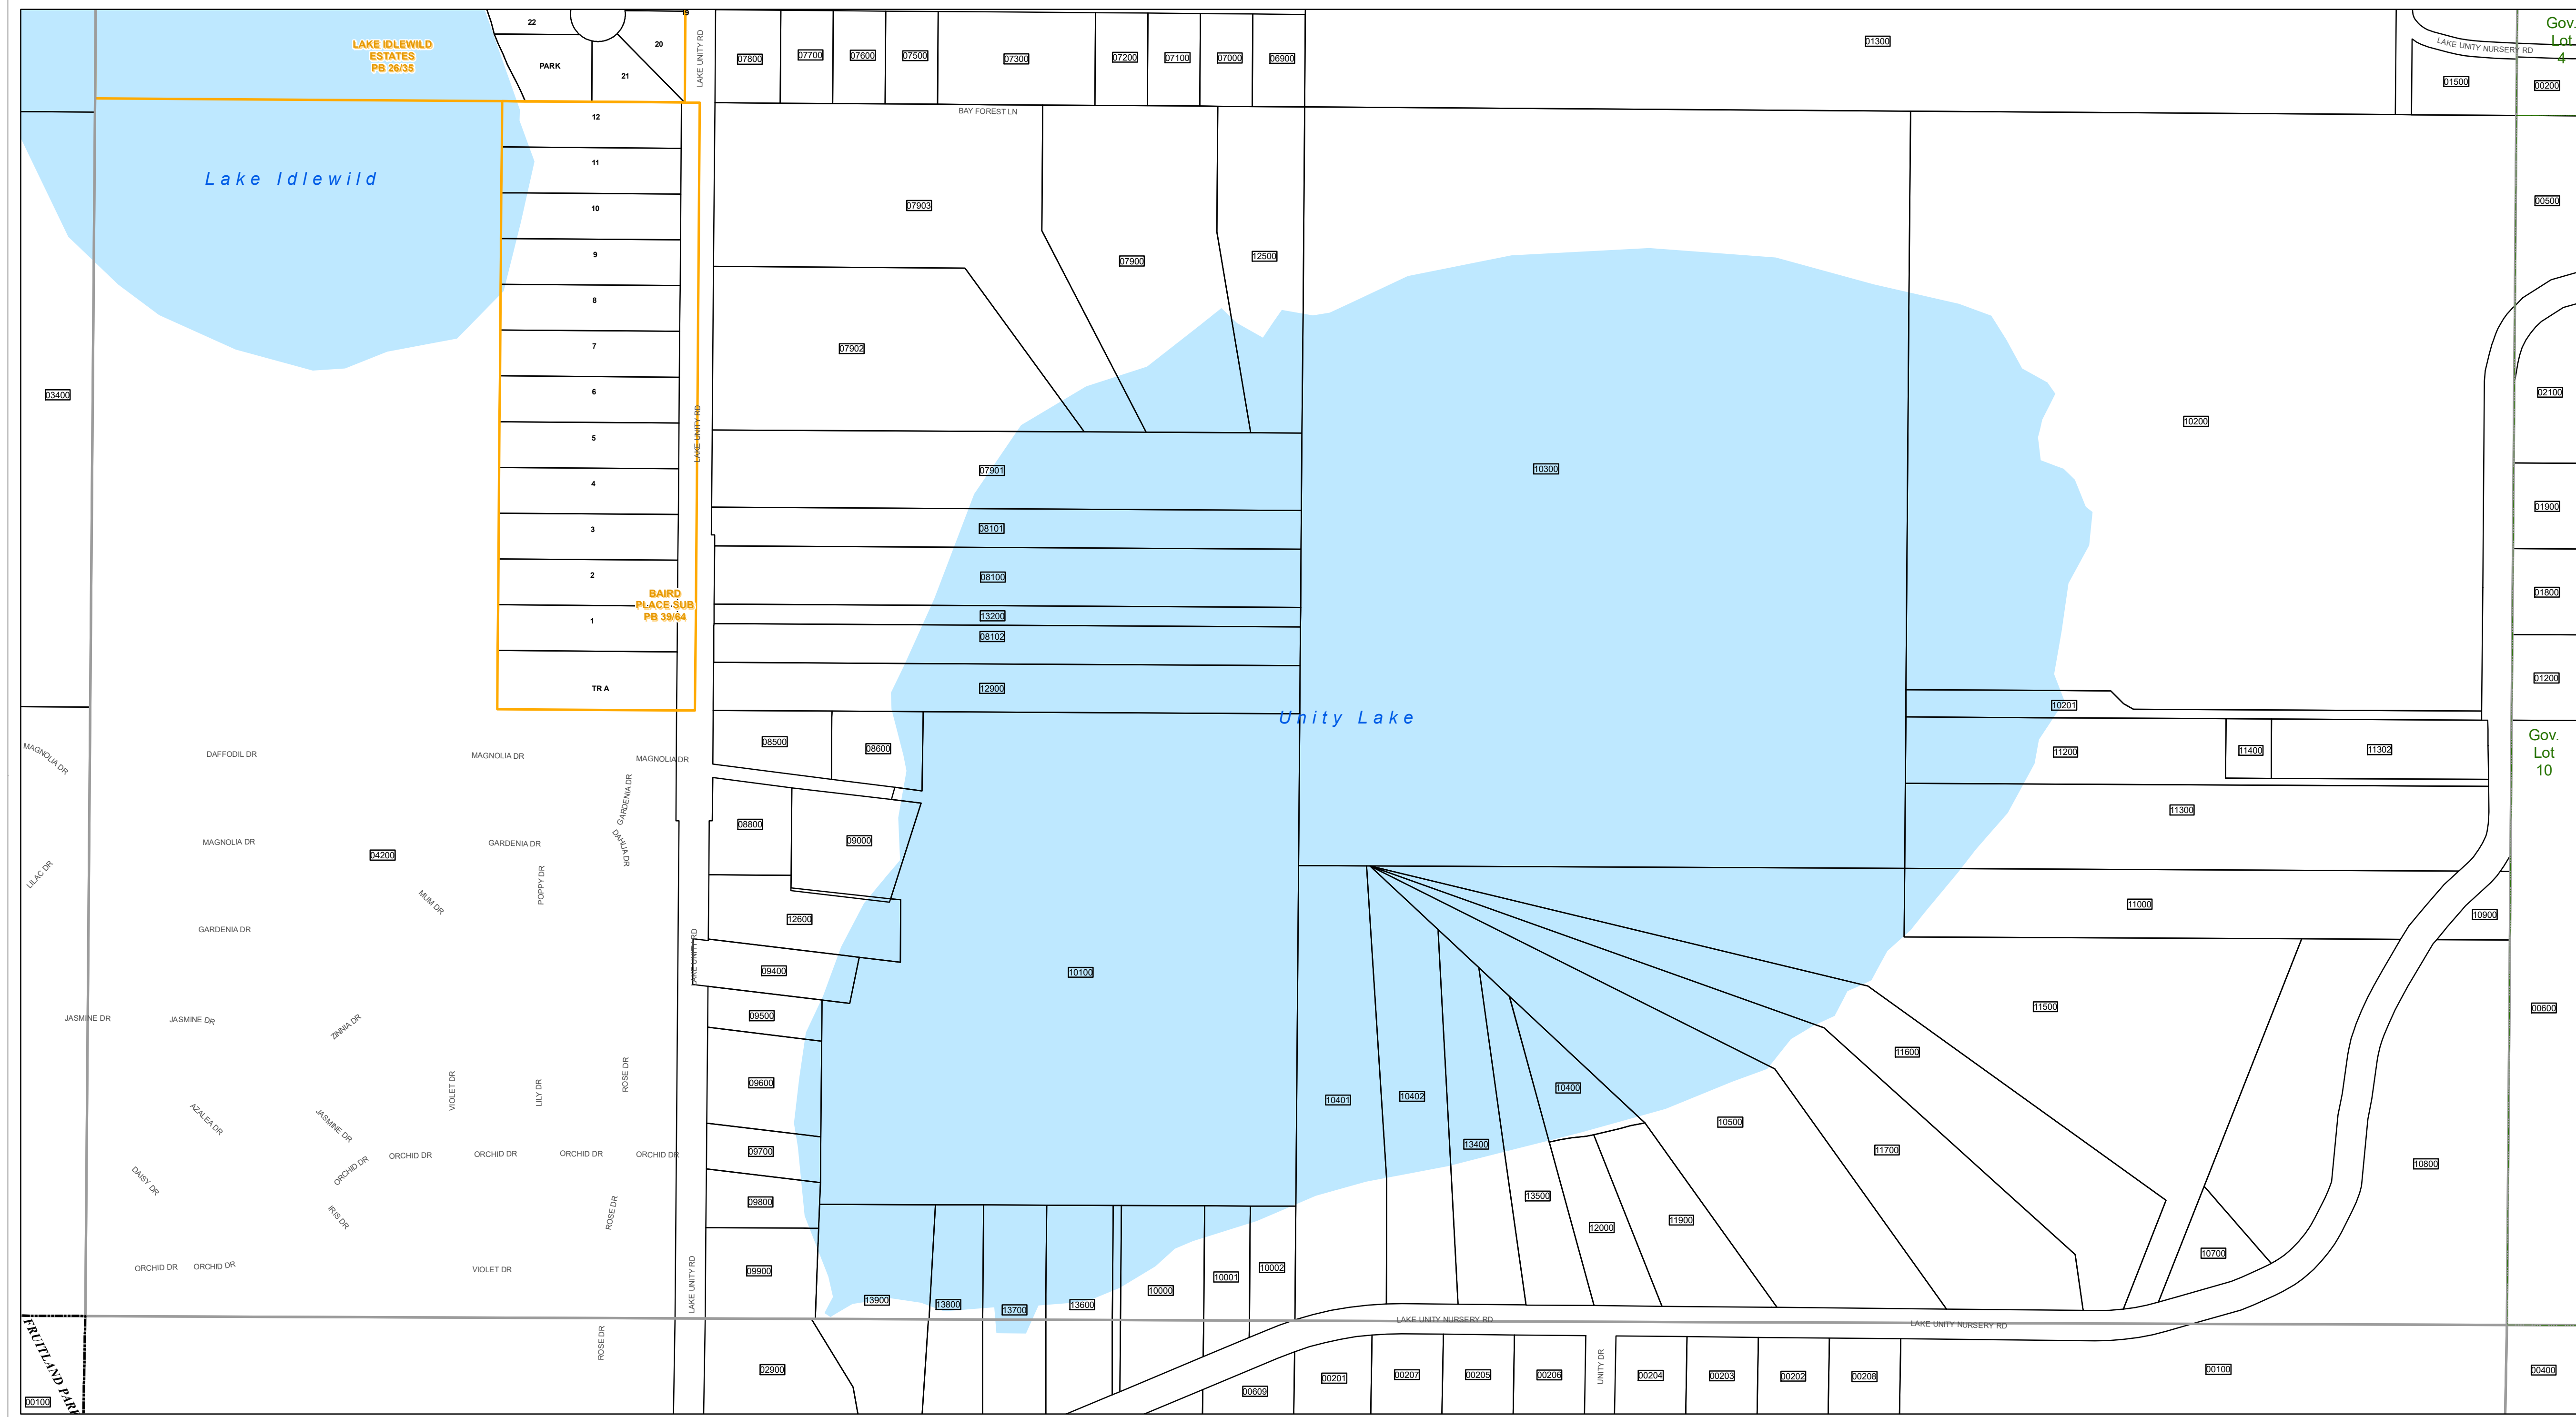 22
19
20
LAKE IDLEWILD
ESTATES
PB 26/35
PARK
21
LAKE UNITY RD
07800
07700
07600
07500
07300
07200
07100
07000
06900
01300
LAKE UNITY NURSERY RD
01500
Gov.
Lot
4
00200
BAY FOREST LN
12
11
10
9
8
7
6
5
4
3
2
1
TR A
Lake Idlewild
07903
07900
12500
00500
03400
07902
LAKE UNITY RD
10300
10200
02100
07901
01900
08101
08100
01800
BAIRD
PLACE SUB
PB 39/64
13200
08102
12900
01200
10201
Unity Lake
MAGNOLIA DR
DAFFODIL DR
MAGNOLIA DR
MAGNOLIA DR
08500
08600
11200
11400
11302
Gov.
Lot
10
GARDENIA DR
08800
09000
11300
MAGNOLIA DR
GARDENIA DR
DAHLIA DR
04200
LILAC DR
POPPY DR
MUM DR
GARDENIA DR
12600
11000
10900
LAKE UNITY RD
09400
10100
JASMINE DR
JASMINE DR
ZINNIA DR
09500
11500
00600
11600
VIOLET DR
LILY DR
ROSE DR
09600
10401
10402
10400
AZALEA DR
JASMINE DR
13400
10500
11700
ORCHID DR
ORCHID DR
ORCHID DR
ORCHID DR
ORCHID DR
09700
10800
DAISY DR
IRIS DR
ROSE DR
09800
13500
12000
11900
10700
ORCHID DR
ORCHID DR
VIOLET DR
LAKE UNITY RD
09900
13900
13800
13700
13600
10000
10001
10002
LAKE UNITY NURSERY RD
LAKE UNITY NURSERY RD
FRUITLAND PARK
00100
ROSE DR
02900
00609
00201
00207
00205
00206
UNITY DR
00204
00203
00202
00208
00100
00400